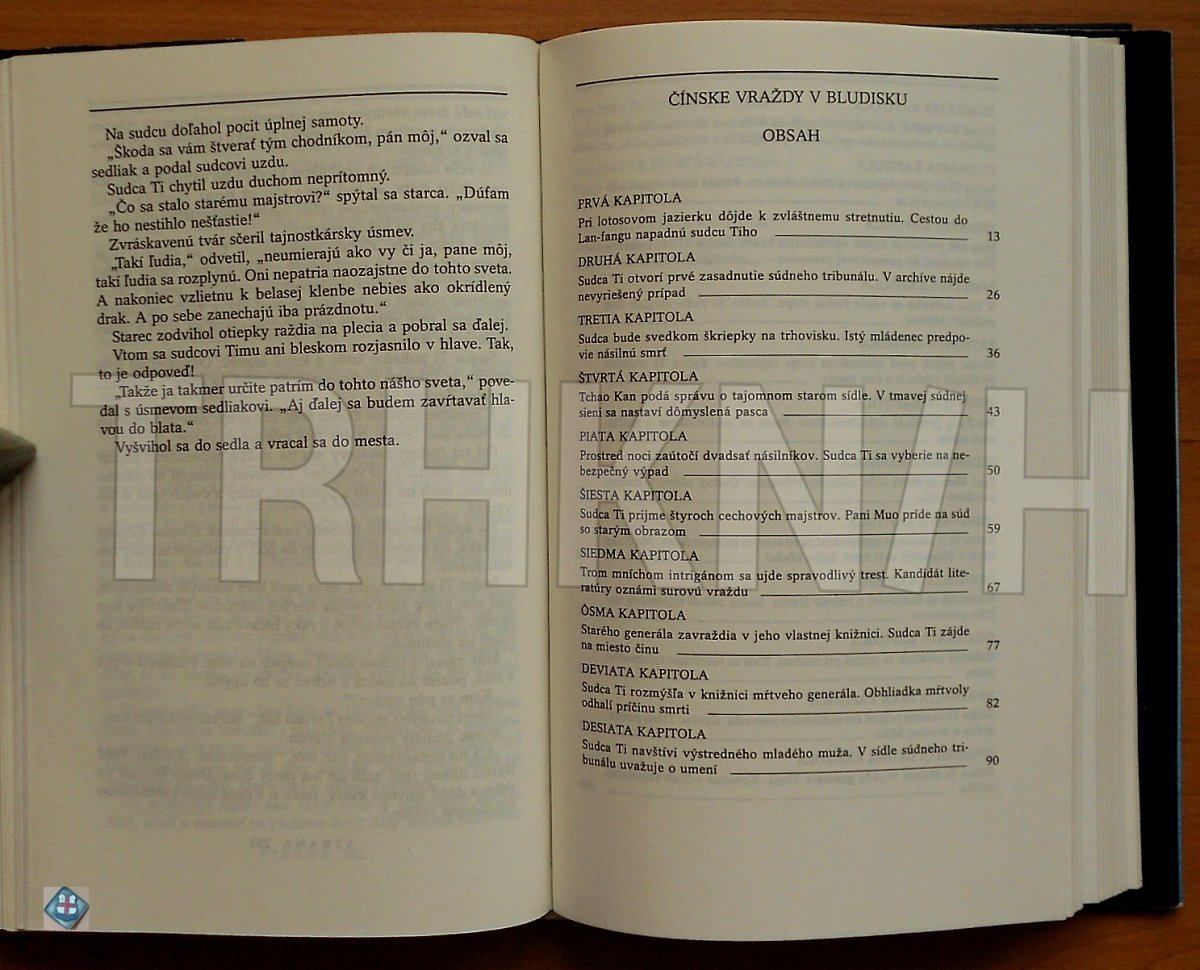 Na sudcu doľahol pocit úplnej samoty.
„Škoda sa vám štverať tým chodníkom, pán môj,“ ozval sa
sedliak a podal sudcovi uzdu.
Sudca Ti chytil uzdu duchom neprítomný.
„Čo sa stalo starému majstrovi?“ spýtal sa starca. „Dúfam
že ho nestihlo nešťastie!“
Zvráskavenú tvár sčeril tajnostkársky úsmev.
„Takí ľudia,“ odvetil, „neumierajú ako vy či ja, pane môj,
takí ľudia sa rozplynú. Oni nepatria naozajstne do tohto sveta.
A nakoniec vzlietnu k belasej klenbe nebies ako okrídlený
drak. A po sebe zanechajú iba prázdnotu.“
Starec zodvihol otiepky raždia na plecia a pobral sa ďalej.
Vtom sa sudcovi Timu ani bleskom rozjasnilo v hlave. Tak,
to je odpoveď!
„Takže ja takmer určite patrím do tohto nášho sveta,“ pove-
dal s úsmevom sedliakovi. „Aj ďalej sa budem zavŕtavať hla-
vou do blata.“
Vyšvihol sa do sedla a vracal sa do mesta.
ČÍNSKE VRAŽDY V BLUDISKU
OBSAH
PRVÁ KAPITOLA
Pri lotosovom jazierku dôjde k zvláštnemu stretnutiu. Cestou do
Lan-fangu napadnú sudcu Tiho 13
DRUHÁ KAPITOLA
Sudca Ti otvorí prvé zasadnutie súdneho tribunálu. V archíve nájde
nevyriešený prípad 26
TRETIA KAPITOLA
Sudca bude svedkom škriepky na trhovisku. Istý mládenec predpo-
vie násilnú smrť 36
ŠTVRTÁ KAPITOLA
Tchao Kan podá správu o tajomnom starom sídle. V tmavej súdnej
sieni sa nastaví dômyslená pasca 43
PIATA KAPITOLA
Prostred noci zaútočí dvadsať násilníkov. Sudca Ti sa vyberie na ne-
bezpečný výpad 50
ŠIESTA KAPITOLA
Sudca Ti prijme štyroch cechových majstrov. Pani Muo príde na súd
so starým obrazom 59
SIEDMA KAPITOLA
Trom mníchom intrigánom sa ujde spravodlivý trest. Kandidát lite-
ratúry oznámi surovú vraždu 67
ÔSMA KAPITOLA
Starého generála zavraždia v jeho vlastnej knižnici. Sudca Ti zájde
na miesto činu 77
DEVIATA KAPITOLA
Sudca Ti rozmýšľa v knižnici mŕtveho generála. Obhliadka mŕtvoly
odhalí príčinu smrti 82
DESIATA KAPITOLA
Sudca Ti navštívi výstredného mladého muža. V sídle súdneho tri-
bunálu uvažuje o umení 90
TRH KNÍH